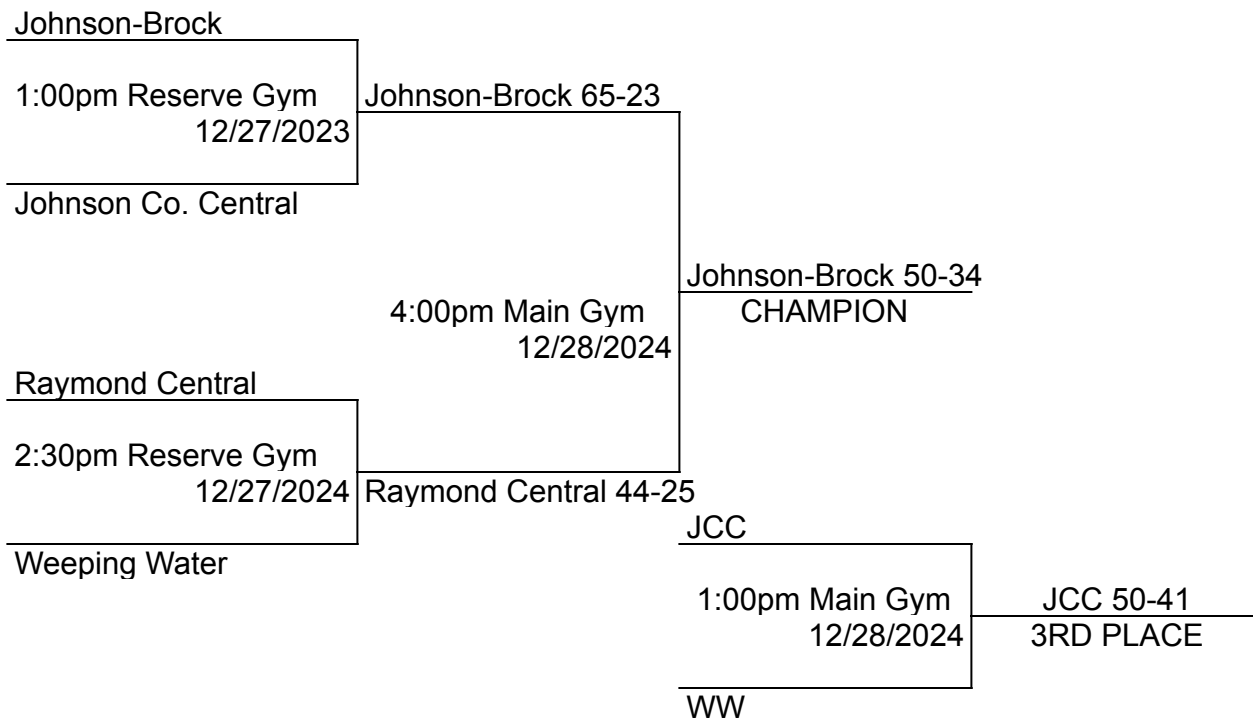 Johnson-Brock
1:00pm Reserve Gym
12/27/2023
Johnson-Brock 65-23
Johnson Co. Central
Johnson-Brock 50-34
CHAMPION
4:00pm Main Gym
12/28/2024
Raymond Central
2:30pm Reserve Gym
12/27/2024
Raymond Central 44-25
Weeping Water
JCC
1:00pm Main Gym
12/28/2024
JCC 50-41
3RD PLACE
WW